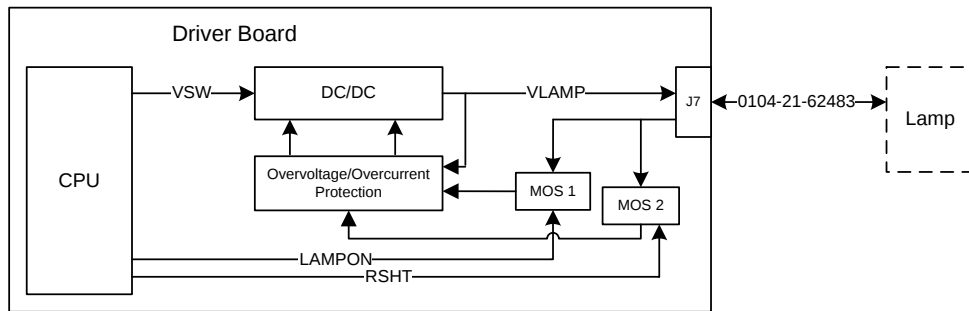 Driver Board
VSW
DC/DC
VLAMP
J7
0104-21-62483
Lamp
CPU
Overvoltage/Overcurrent
Protection
MOS 1
MOS 2
LAMPON
RSHT